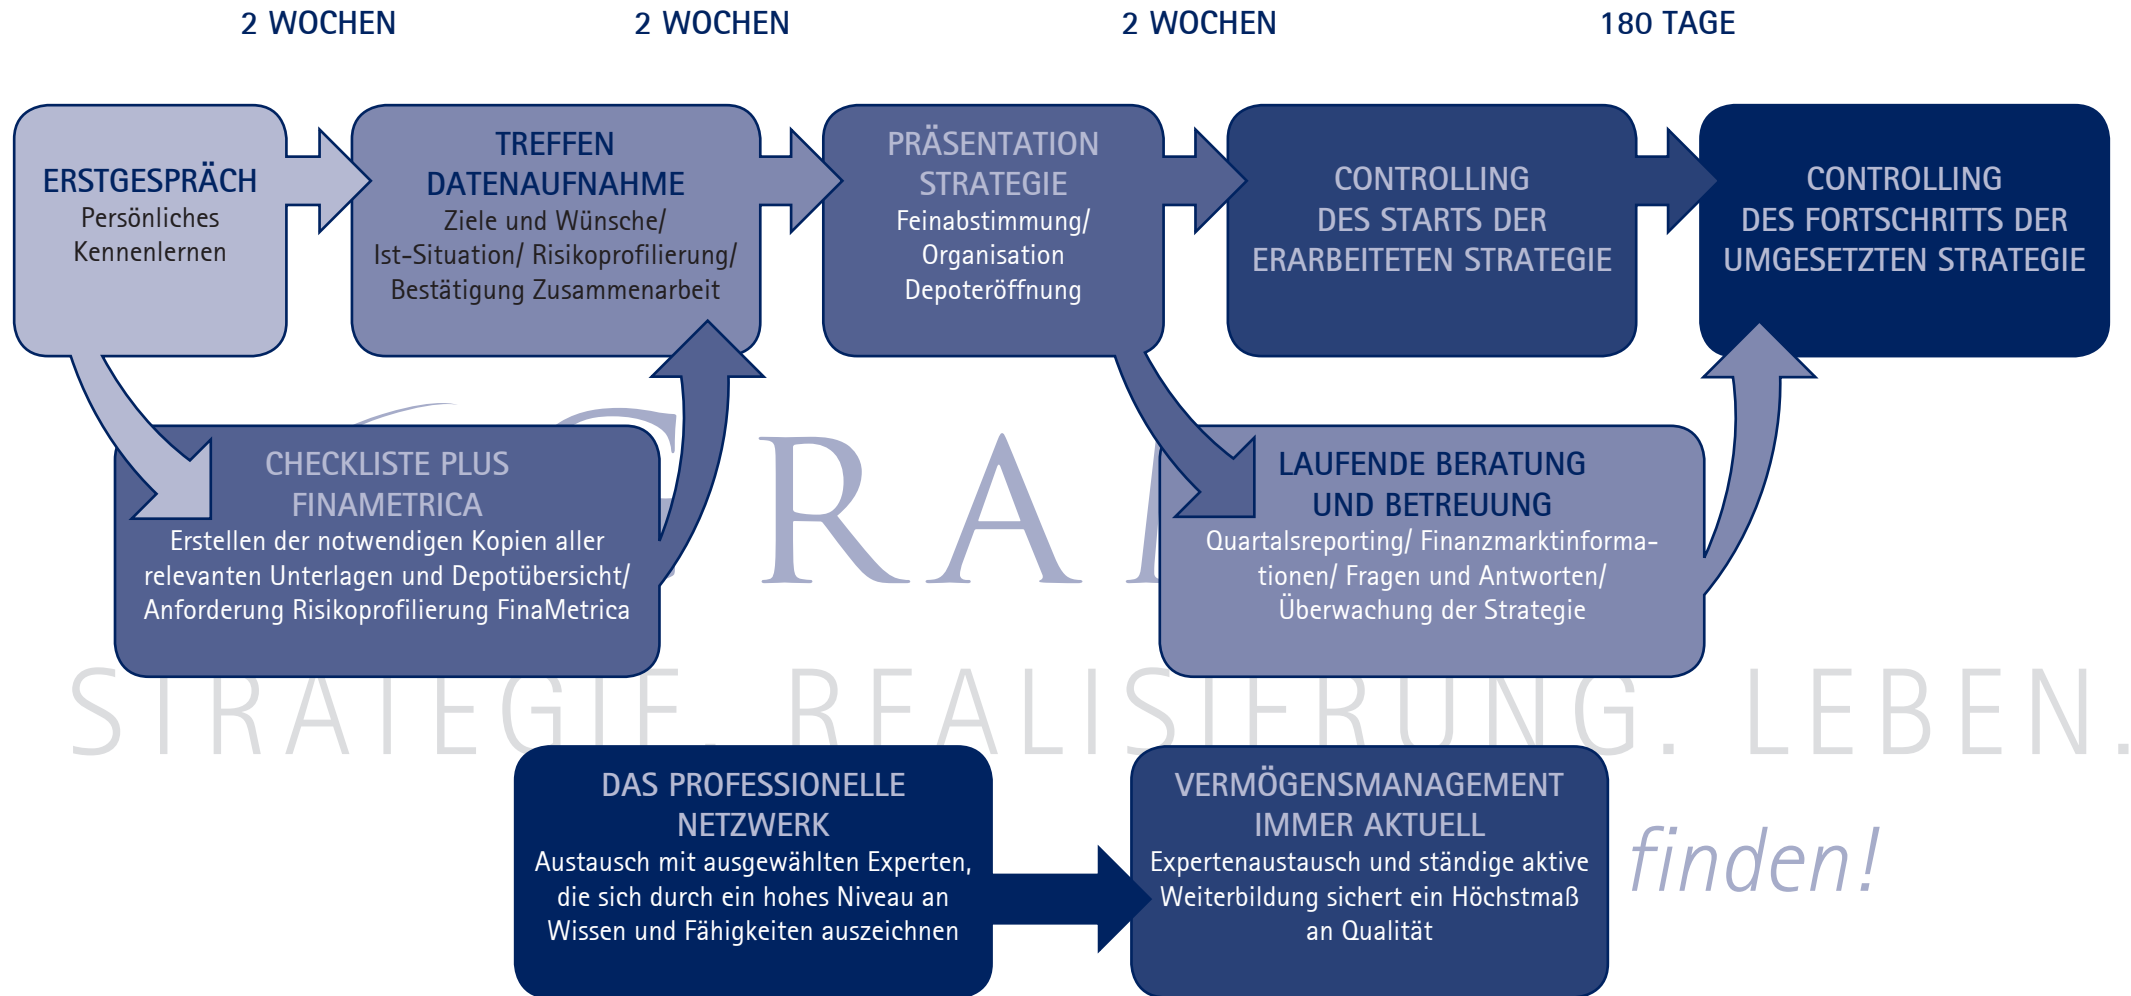 2 WOCHEN
2 WOCHEN
2 WOCHEN
180 TAGE
ERSTGESPRÄCH
Persönliches
Kennenlernen
TREFFEN
DATENAUFNAHME
Ziele und Wünsche/
Ist-Situation/ Risikoprofilierung/
Bestätigung Zusammenarbeit
PRÄSENTATION
STRATEGIE
Feinabstimmung/
Organisation
Depoteröffnung
CONTROLLING
DES STARTS DER
ERARBEITETEN STRATEGIE
CONTROLLING
DES FORTSCHRITTS DER
UMGESETZTEN STRATEGIE
CHECKLISTE PLUS
FINAMETRICA
Erstellen der notwendigen Kopien aller
relevanten Unterlagen und Depotübersicht/
Anforderung Risikoprofilierung FinaMetrica
LAUFENDE BERATUNG
UND BETREUUNG
Quartalsreporting/ Finanzmarktinforma-
tionen/ Fragen und Antworten/
Überwachung der Strategie
STRATEGIE. REALISIERUNG. LEBEN.
DAS PROFESSIONELLE
NETZWERK
Austausch mit ausgewählten Experten,
die sich durch ein hohes Niveau an
Wissen und Fähigkeiten auszeichnen
VERMÖGENSMANAGEMENT
IMMER AKTUELL
Expertenaustausch und ständige aktive
Weiterbildung sichert ein Höchstmaß
an Qualität
finden!